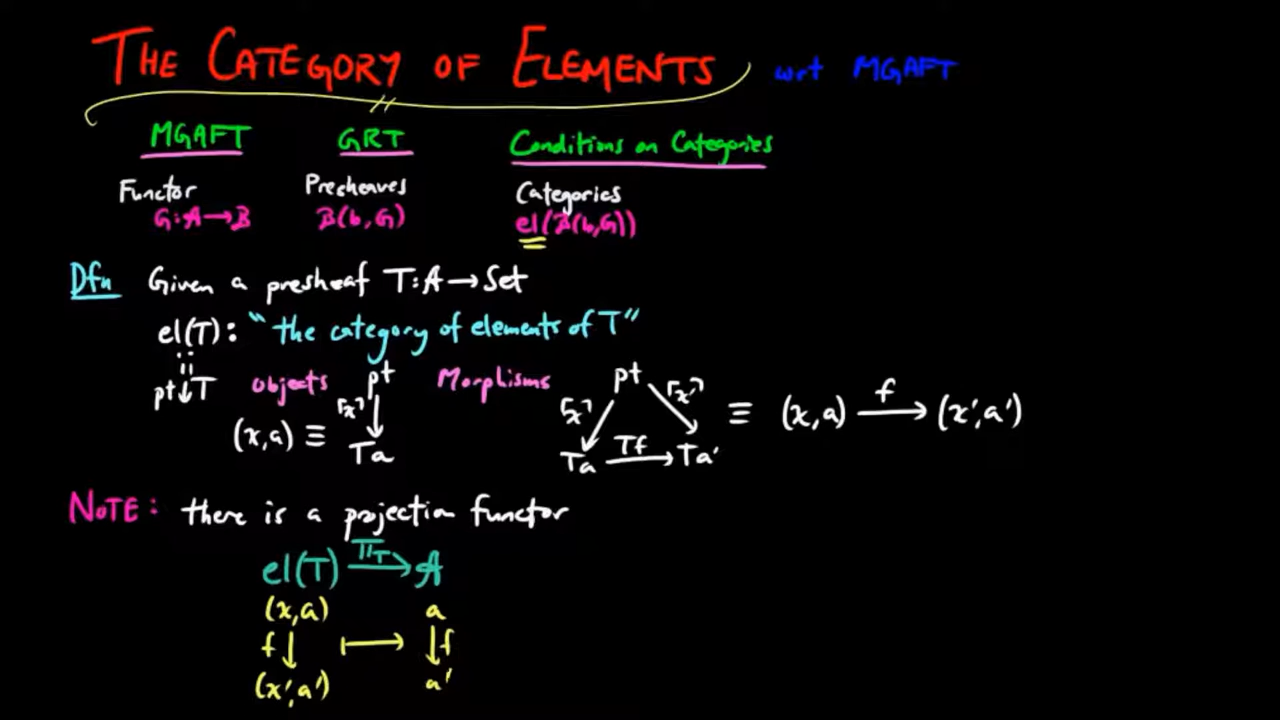 THE CATEGORY OF ELEMENTS wrt MGAFT
MGAFT GRT Conditions on Categories
Functor Presheaves Categories
G:A→B B(b,G) el(B(b,G))
Dfn Given a presheaf T:A→Set
el(T): "the category of elements of T"
pt↓T Objects pt Morphisms pt
⌜x⌝ ⌜x⌝ ⌜x'⌝
(x,a) ≡ Ta Ta Tf→ Ta' ≡ (x,a) f→ (x',a')
NOTE: there is a projection functor
el(T) Π_T→ A
(x,a) a
f↓ ⟼ ↓f
(x',a') a'